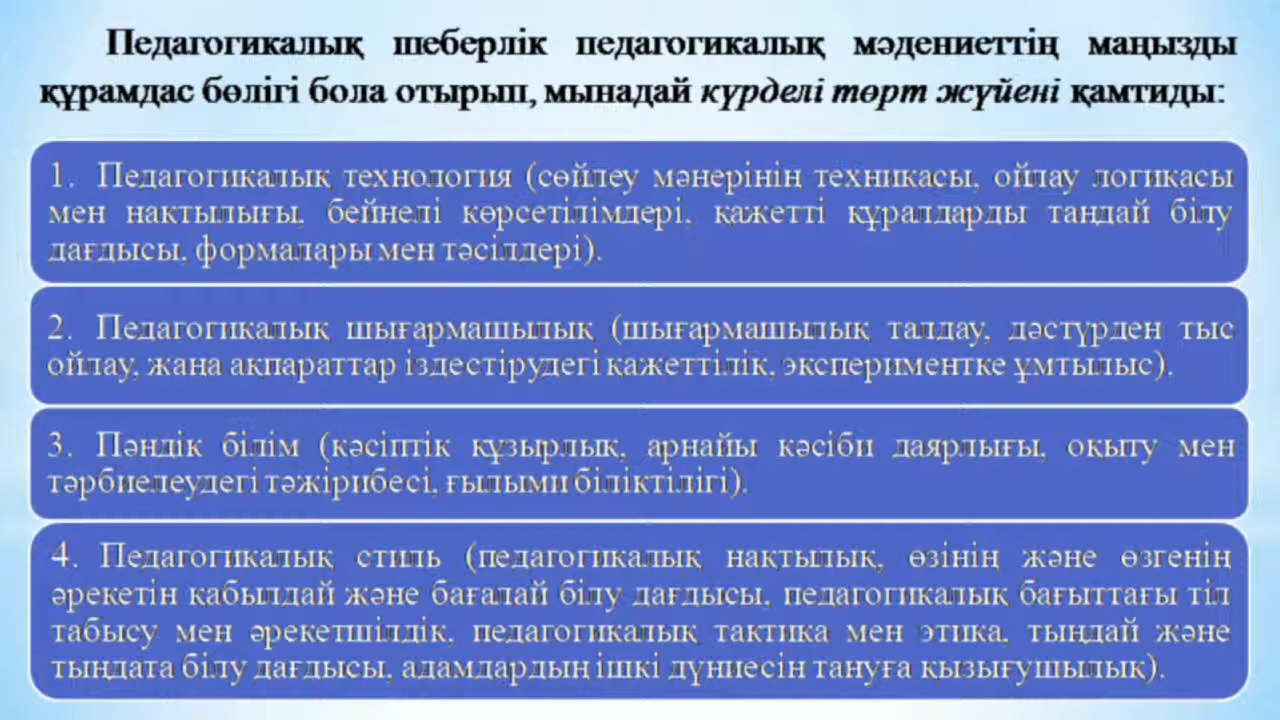 Педагогикалық шеберлік педагогикалық мәдениеттің маңызды
құрамдас бөлігі бола отырып, мынадай күрделі төрт жүйені қамтиды:
1. Педагогикалық технология (сөйлеу мәнерінің техникасы, ойлау логикасы
мен нақтылығы, бейнелі көрсетілімдері, қажетті құралдарды таңдай білу
дағдысы, формалары мен тәсілдері).
2. Педагогикалық шығармашылық (шығармашылық талдау, дәстүрден тыс
ойлау, жаңа ақпараттар іздестірудегі қажеттілік, экспериментке ұмтылыс).
3. Пәндік білім (кәсіптік құзырлық, арнайы кәсіби даярлығы, оқыту мен
тәрбиелеудегі тәжірибесі, ғылыми біліктілігі).
4. Педагогикалық стиль (педагогикалық нақтылық, өзінің және өзгенің
әрекетін қабылдай және бағалай білу дағдысы, педагогикалық бағыттағы тіл
табысу мен әрекетшілдік, педагогикалық тактика мен этика, тыңдай және
тыңдата білу дағдысы, адамдардың ішкі дүниесін тануға қызығушылық).